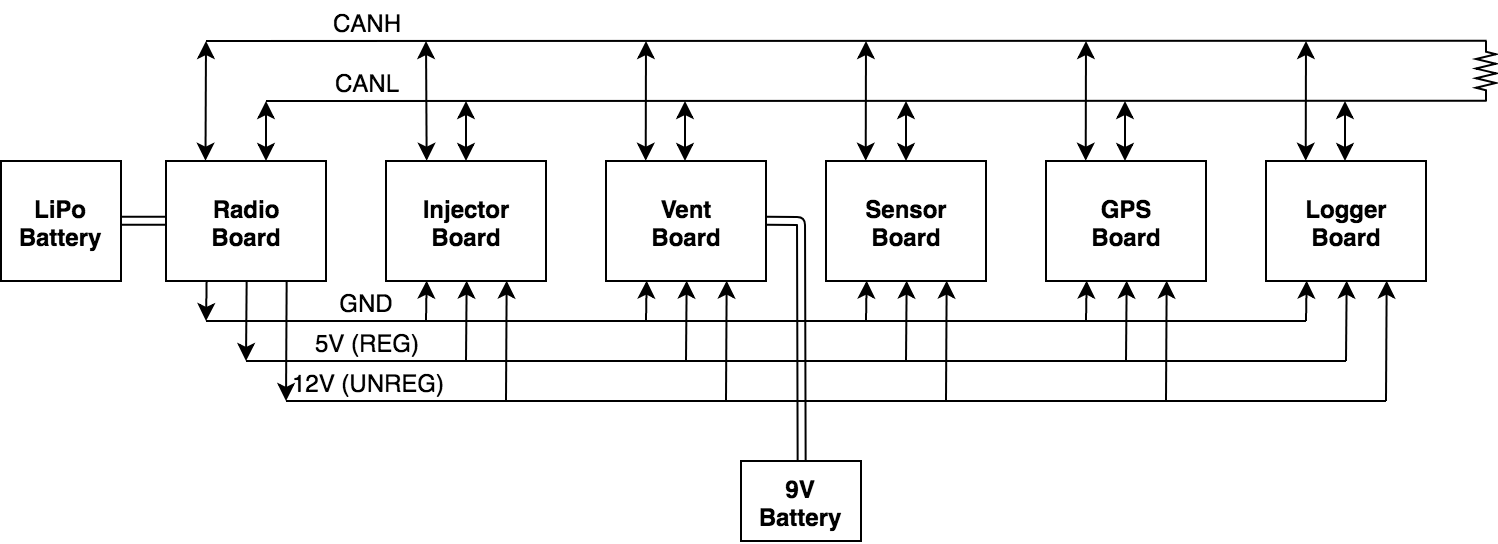 CANH
CANL
LiPo
Battery
Radio
Board
Injector
Board
Vent
Board
Sensor
Board
GPS
Board
Logger
Board
GND
5V (REG)
12V (UNREG)
9V
Battery